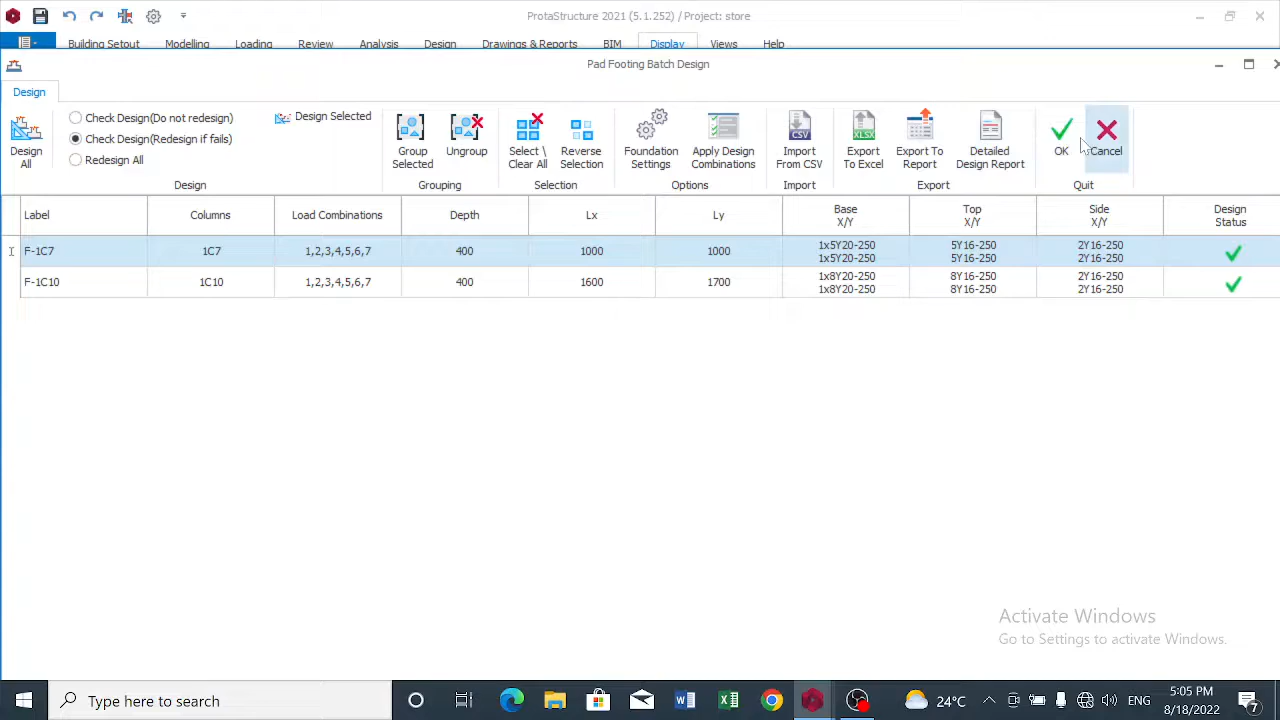 ProtaStructure 2021 (5.1.252) / Project: store
Building Setout Modelling Loading Review Analysis Design Drawings & Reports BIM Display Views Help
Pad Footing Batch Design
Design
Design All
Check Design(Do not redesign)
Check Design(Redesign if fails)
Redesign All
Design Selected
Design
Group Selected
Ungroup
Grouping
Select \ Clear All
Reverse Selection
Selection
Foundation Settings
Apply Design Combinations
Options
CSV
Import From CSV
Import
XLSX
Export To Excel
Export To Report
Detailed Design Report
Export
OK
Cancel
Quit
Label Columns Load Combinations Depth Lx Ly Base X/Y Top X/Y Side X/Y Design Status
F-1C7 1C7 1,2,3,4,5,6,7 400 1000 1000 1x5Y20-250 5Y16-250 2Y16-250
1x5Y20-250 5Y16-250 2Y16-250
F-1C10 1C10 1,2,3,4,5,6,7 400 1600 1700 1x8Y20-250 8Y16-250 2Y16-250
1x8Y20-250 8Y16-250 2Y16-250
Activate Windows
Go to Settings to activate Windows.
Type here to search
24°C
ENG
5:05 PM
8/18/2022
7